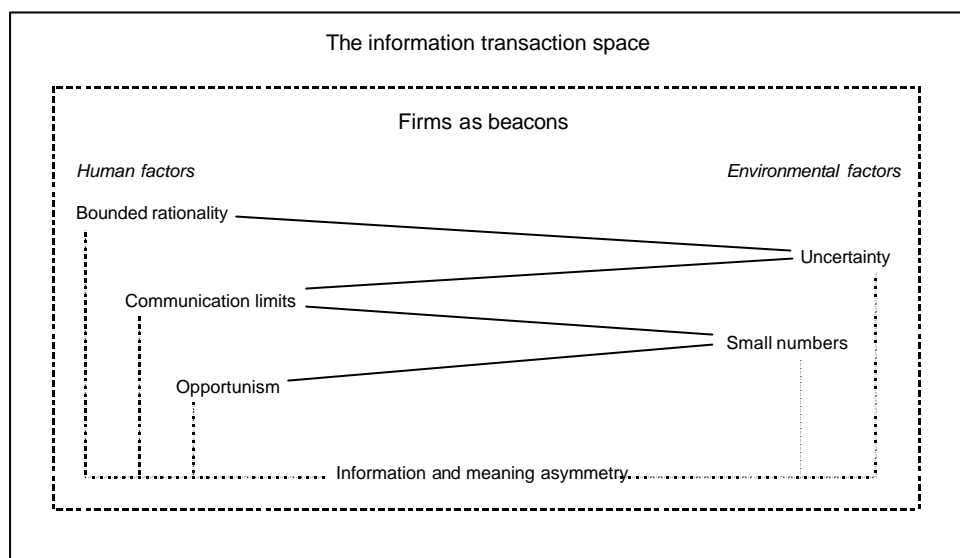 The information transaction space
Firms as beacons
Human factors
Environmental factors
Bounded rationality
Uncertainty
Communication limits
Small numbers
Opportunism
Information and meaning asymmetry